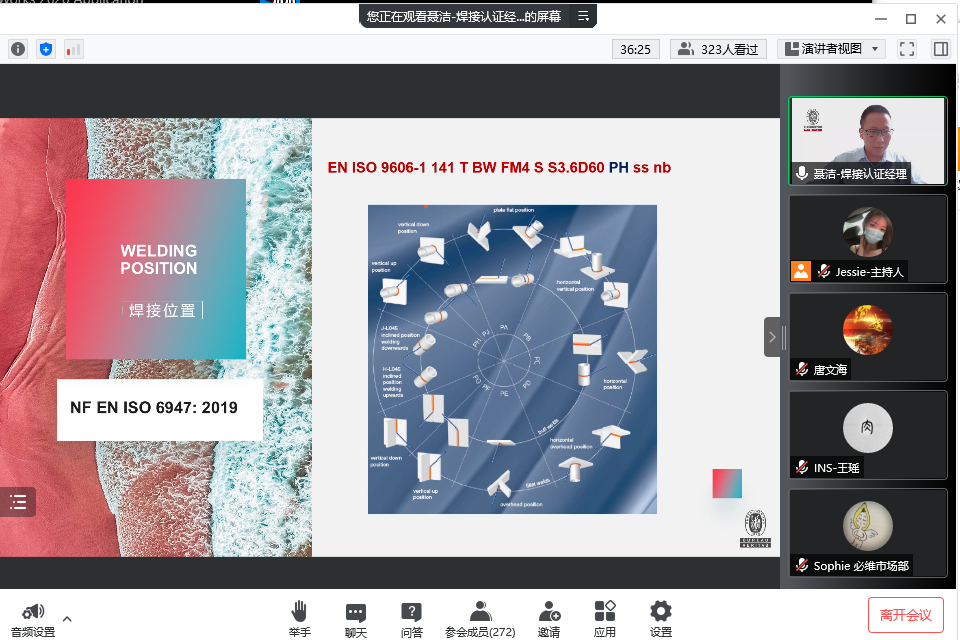 您正在观看聂洁-焊接认证经...的屏幕
36:25
323人看过
演讲者视图
EN ISO 9606-1 141 T BW FM4 S S3.6D60 PH ss nb
WELDING
POSITION
焊接位置
NF EN ISO 6947: 2019
plate flat position
vertical down
position
vertical up
position
horizontal
vertical position
J-L045
inclined position
welding
downwards
H-L045
inclined
position
welding
upwards
PA
PB
PC
PD
PE
PF
PG
PH
PJ
horizontal
position
butt welds
horizontal
overhead position
vertical down
position
vertical up
position
fillet welds
overhead position
BUREAU
VERITAS
聂洁-焊接认证经理
Jessie-主持人
唐文海
INS-王瑶
Sophie 必维市场部
音频设置
举手
聊天
问答
参会成员(272)
邀请
应用
设置
离开会议